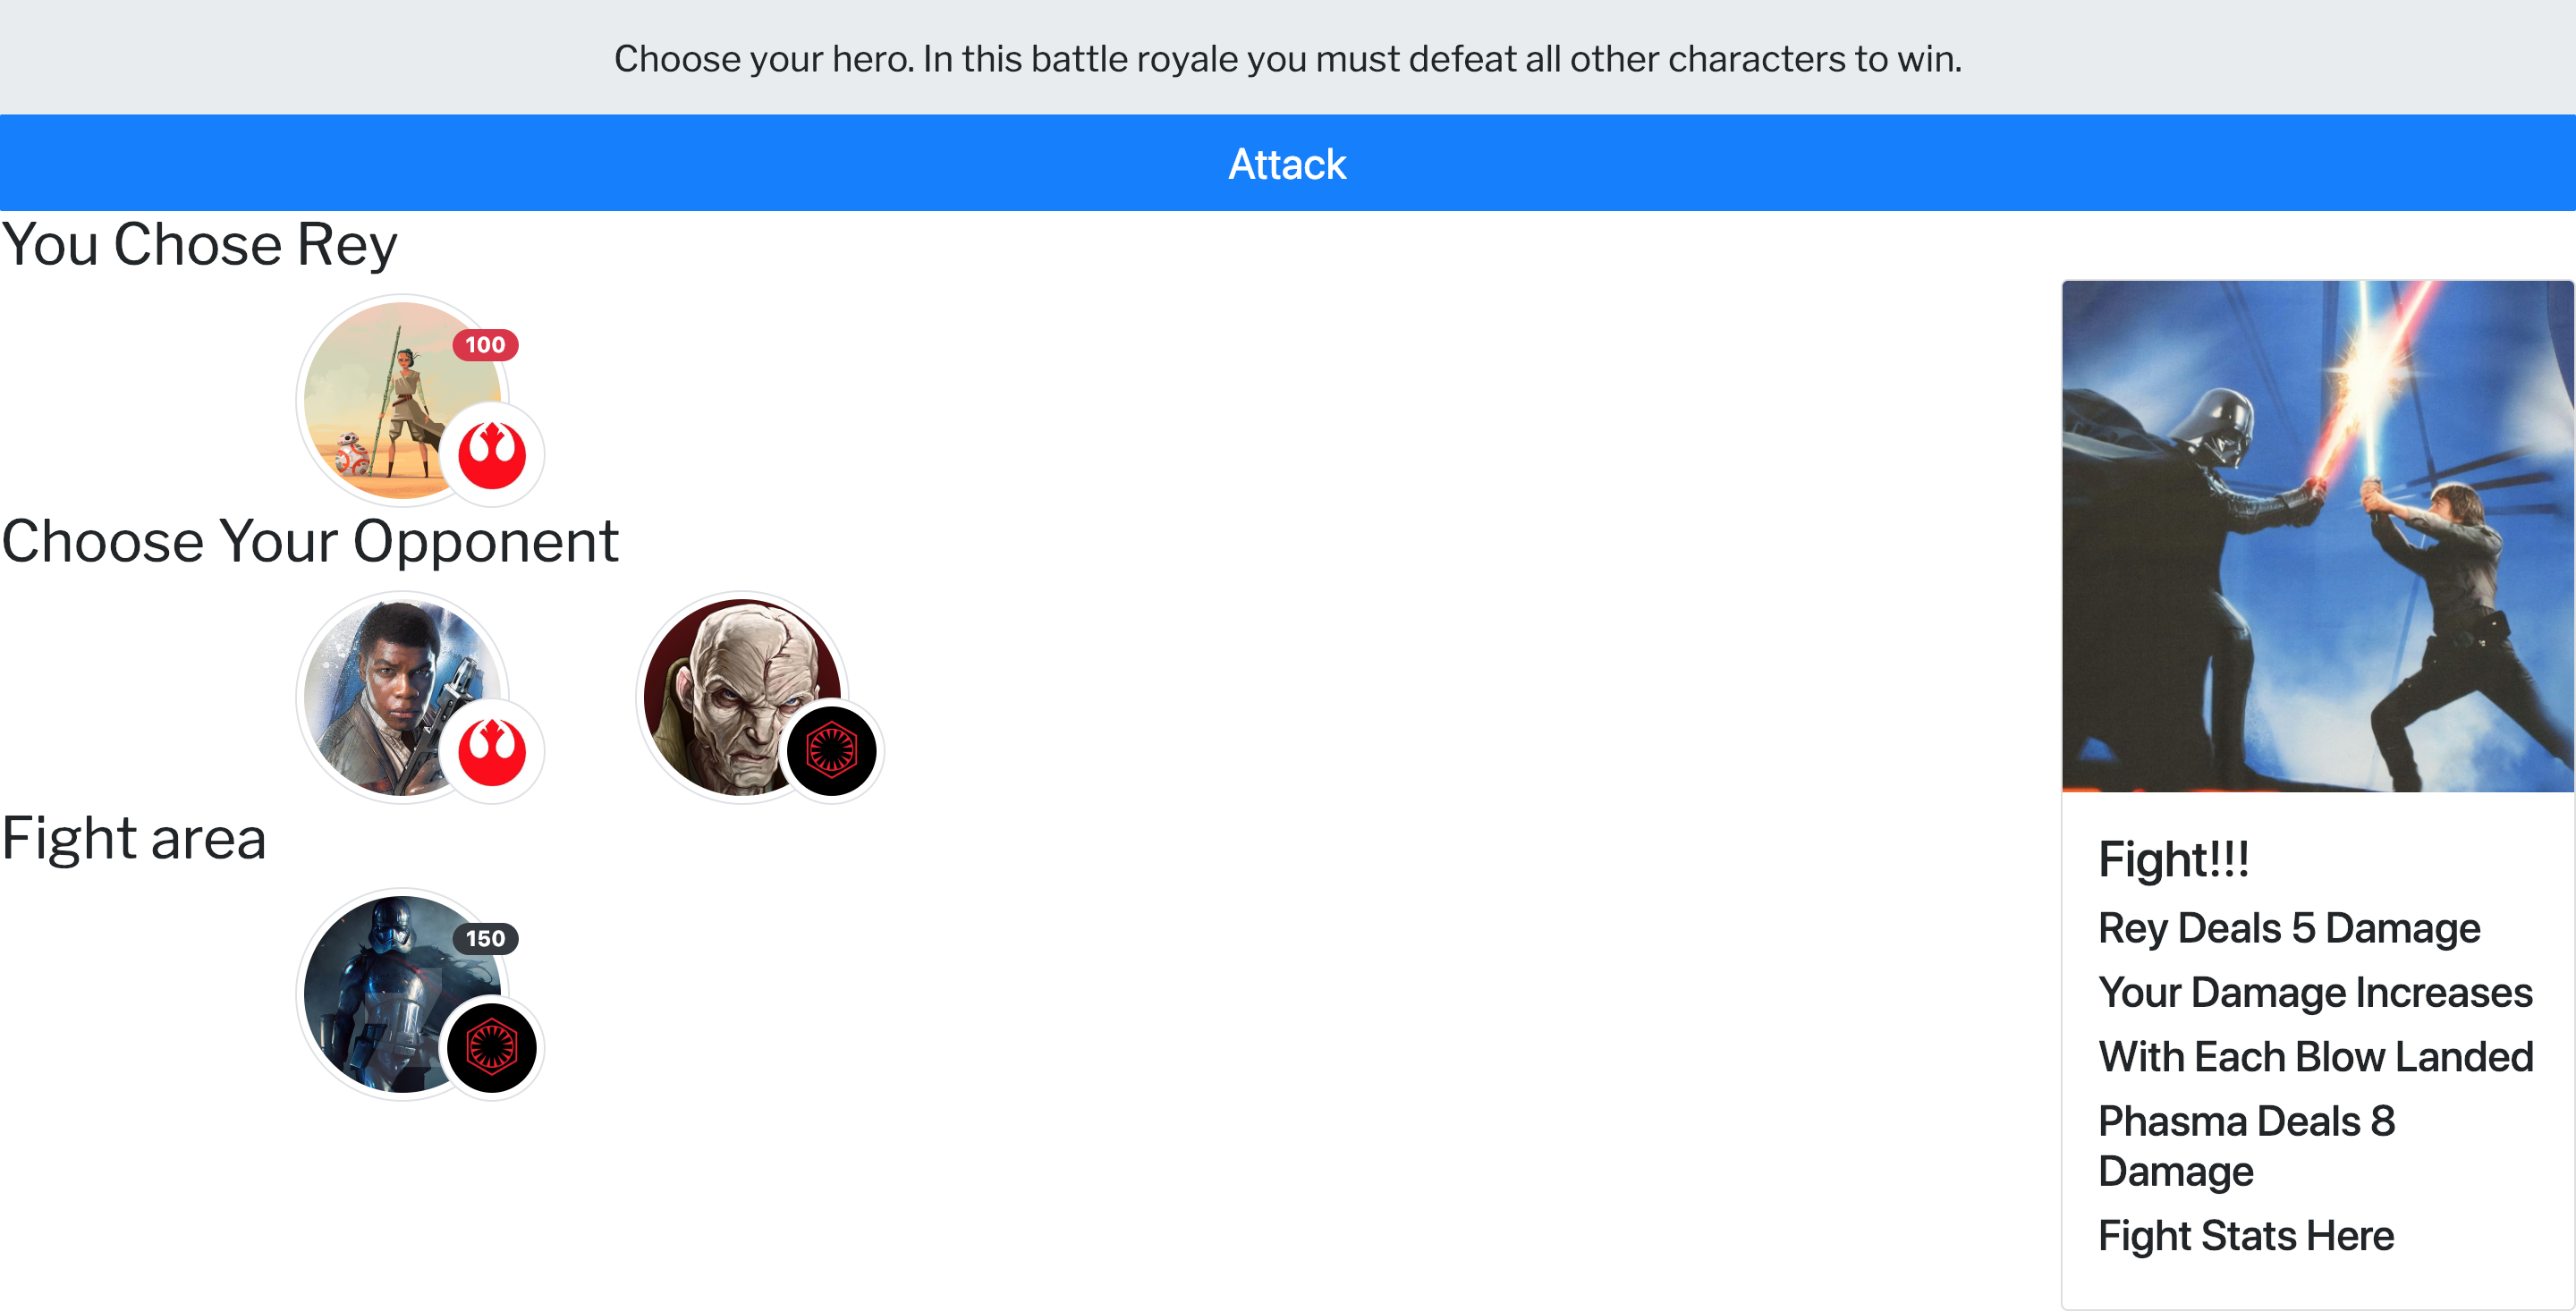 Choose your hero. In this battle royale you must defeat all other characters to win.
Attack
You Chose Rey
100
Choose Your Opponent
Fight area
150
Fight!!!
Rey Deals 5 Damage
Your Damage Increases
With Each Blow Landed
Phasma Deals 8
Damage
Fight Stats Here